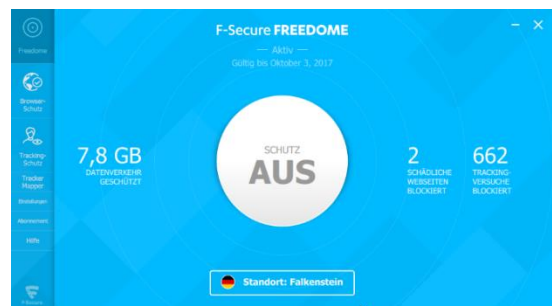 F-Secure FREEDOME
Aktiv
Gültig bis Oktober 3, 2017
Freedome
Browser-
Schutz
Tracking-
Schutz
Tracker
Mapper
Einstellungen
Abonnement
Hilfe
F-Secure
7,8 GB
DATENVERKEHR
GESCHÜTZT
SCHUTZ
AUS
2
SCHÄDLICHE
WEBSEITEN
BLOCKIERT
662
TRACKING-
VERSUCHE
BLOCKIERT
Standort: Falkenstein